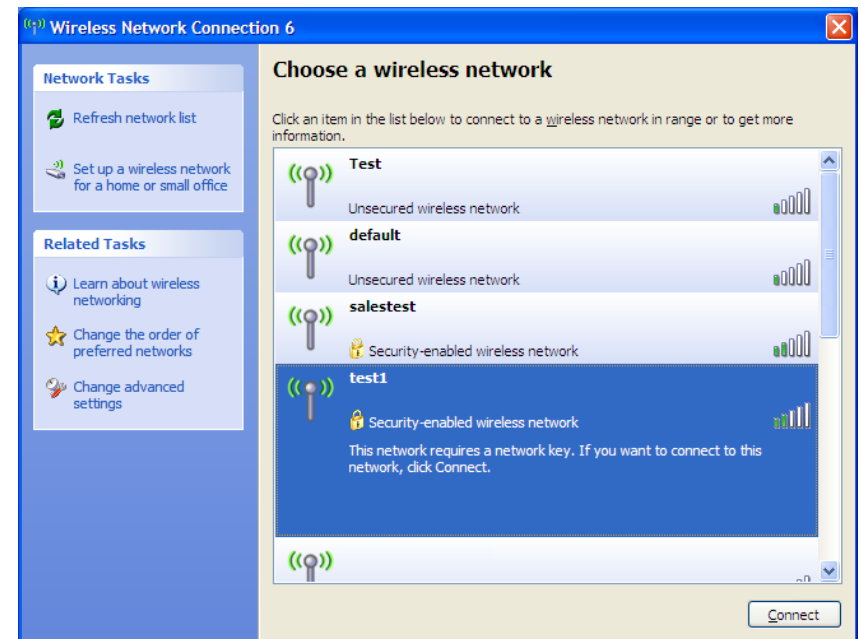 Wireless Network Connection 6
Network Tasks
Refresh network list
Set up a wireless network
for a home or small office
Related Tasks
Learn about wireless
networking
Change the order of
preferred networks
Change advanced
settings
Choose a wireless network
Click an item in the list below to connect to a wireless network in range or to get more
information.
Test
Unsecured wireless network
default
Unsecured wireless network
salestest
Security-enabled wireless network
test1
Security-enabled wireless network
This network requires a network key. If you want to connect to this
network, click Connect.
Connect